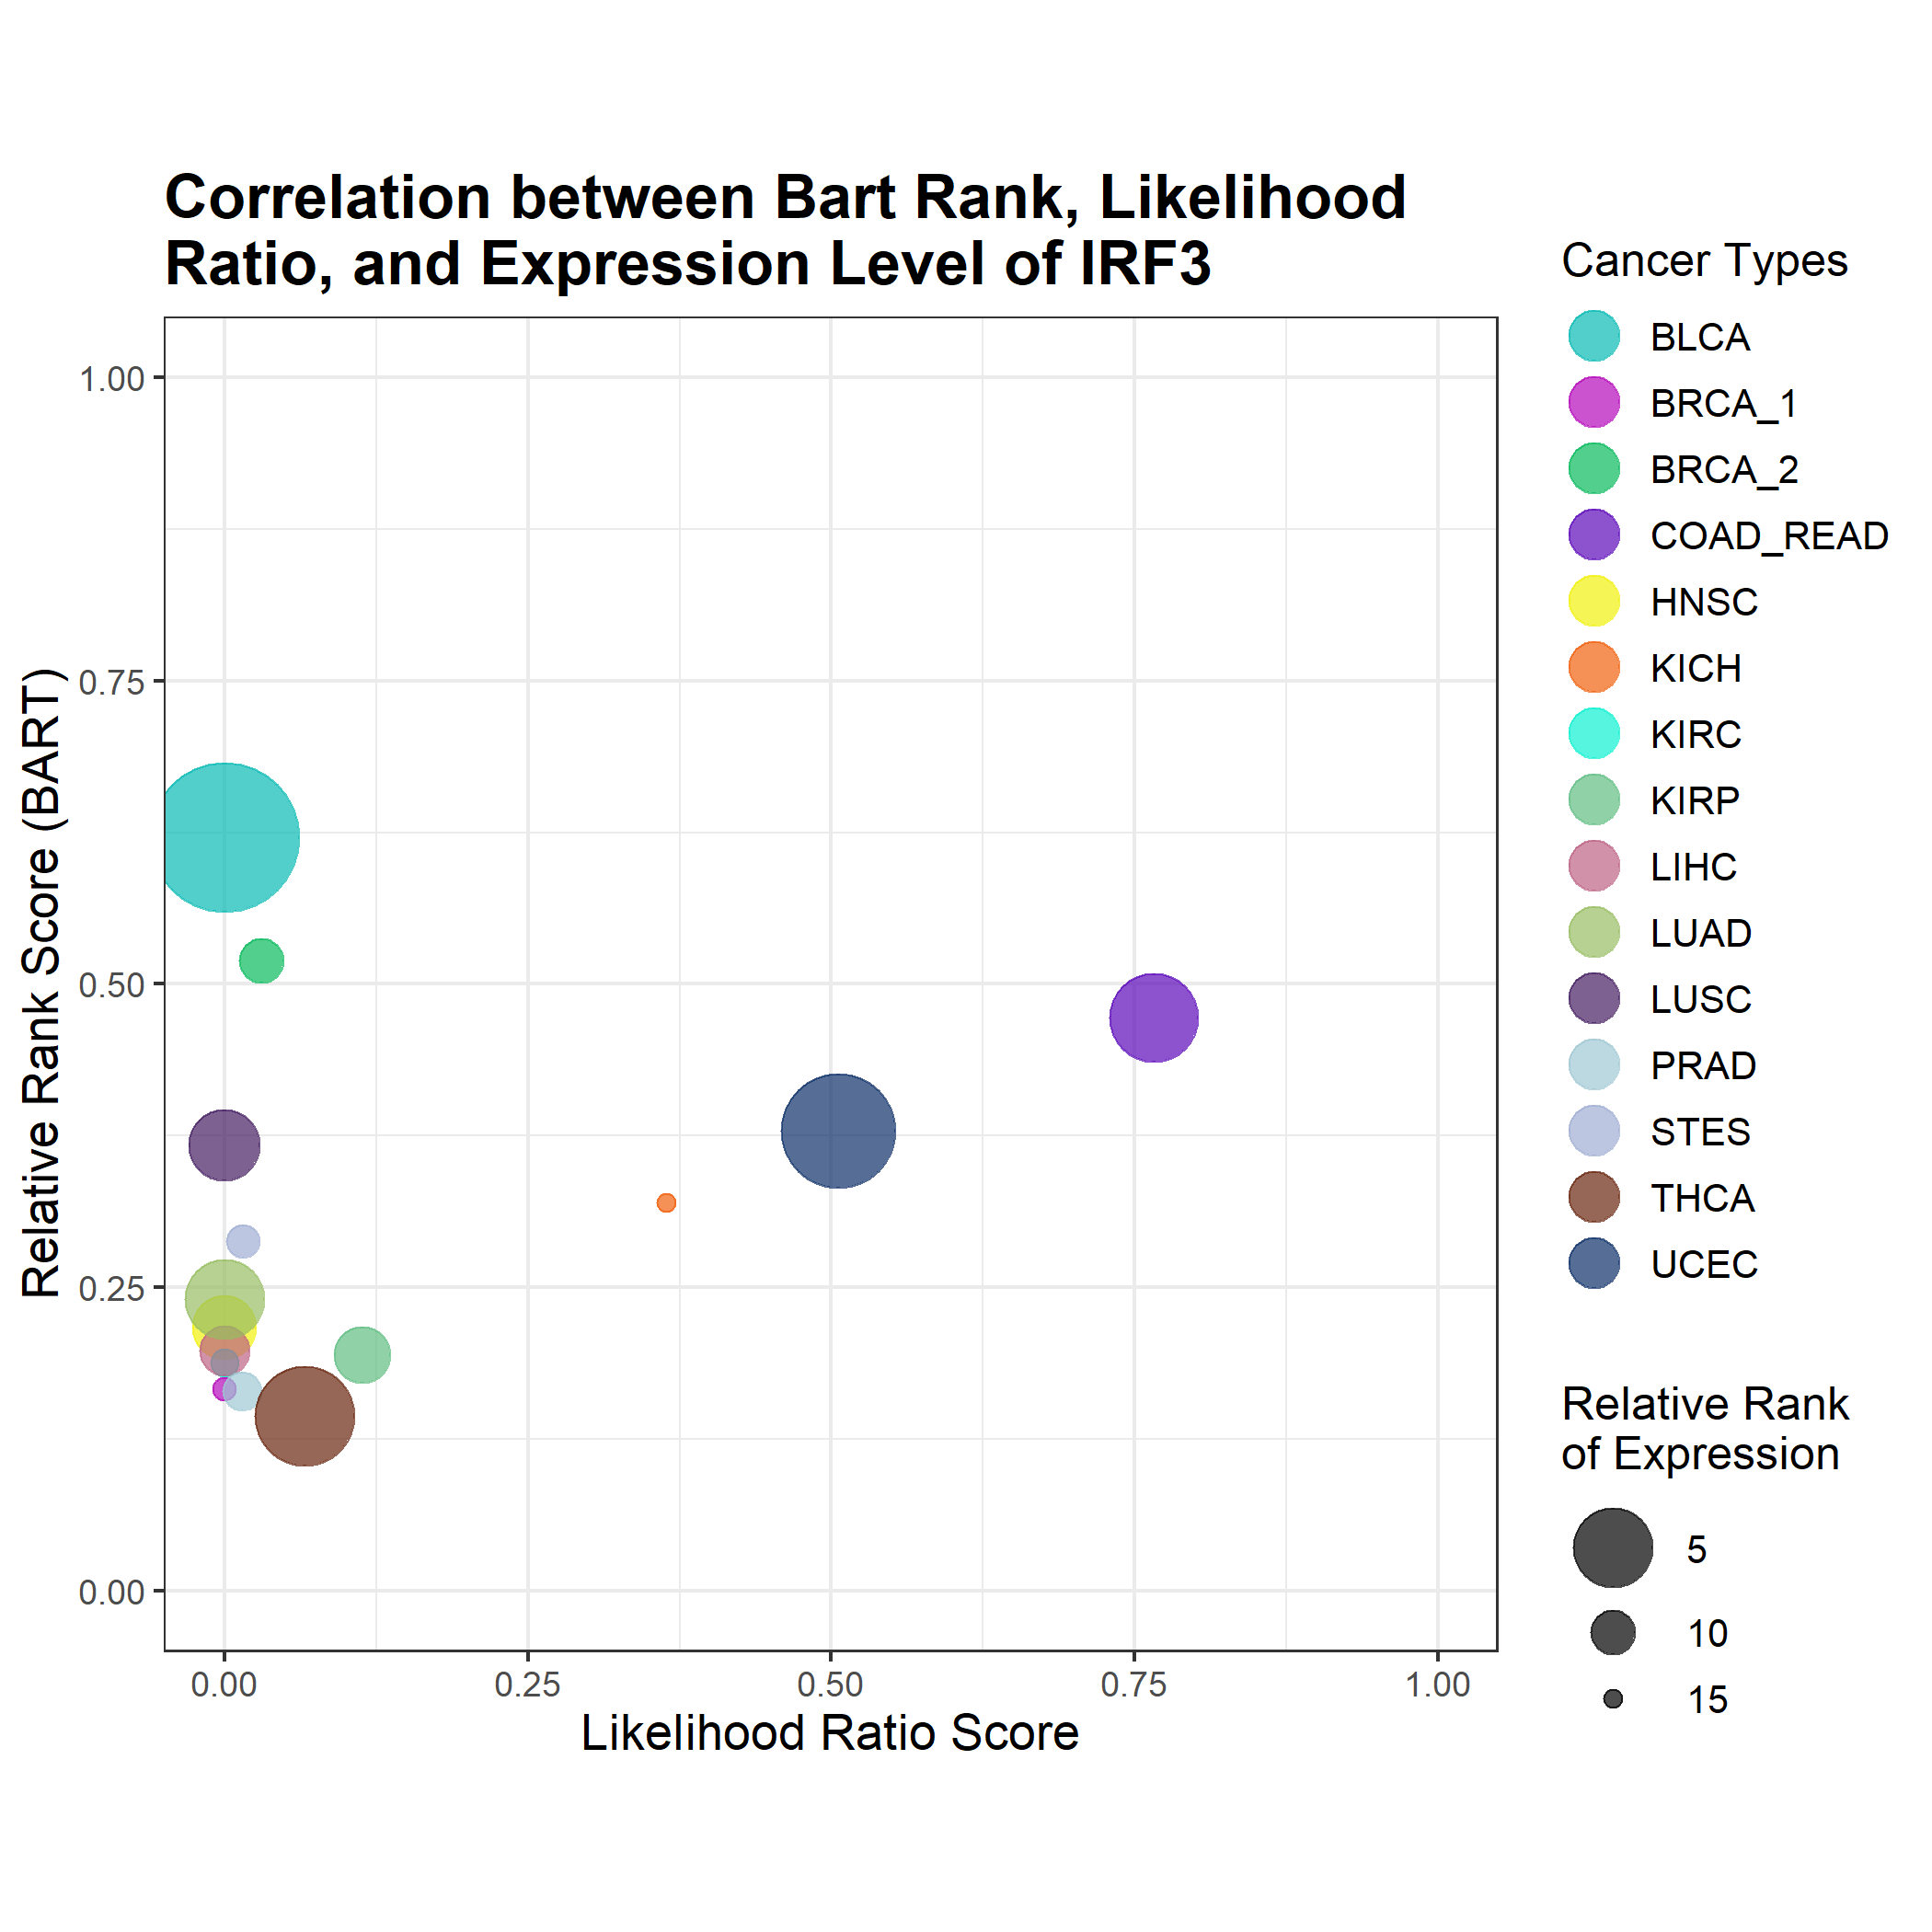 Correlation between Bart Rank, Likelihood
Ratio, and Expression Level of IRF3
Relative Rank Score (BART)
1.00
0.75
0.50
0.25
0.00
0.00
0.25
0.50
0.75
1.00
Likelihood Ratio Score
Cancer Types
BLCA
BRCA_1
BRCA_2
COAD_READ
HNSC
KICH
KIRC
KIRP
LIHC
LUAD
LUSC
PRAD
STES
THCA
UCEC
Relative Rank
of Expression
5
10
15